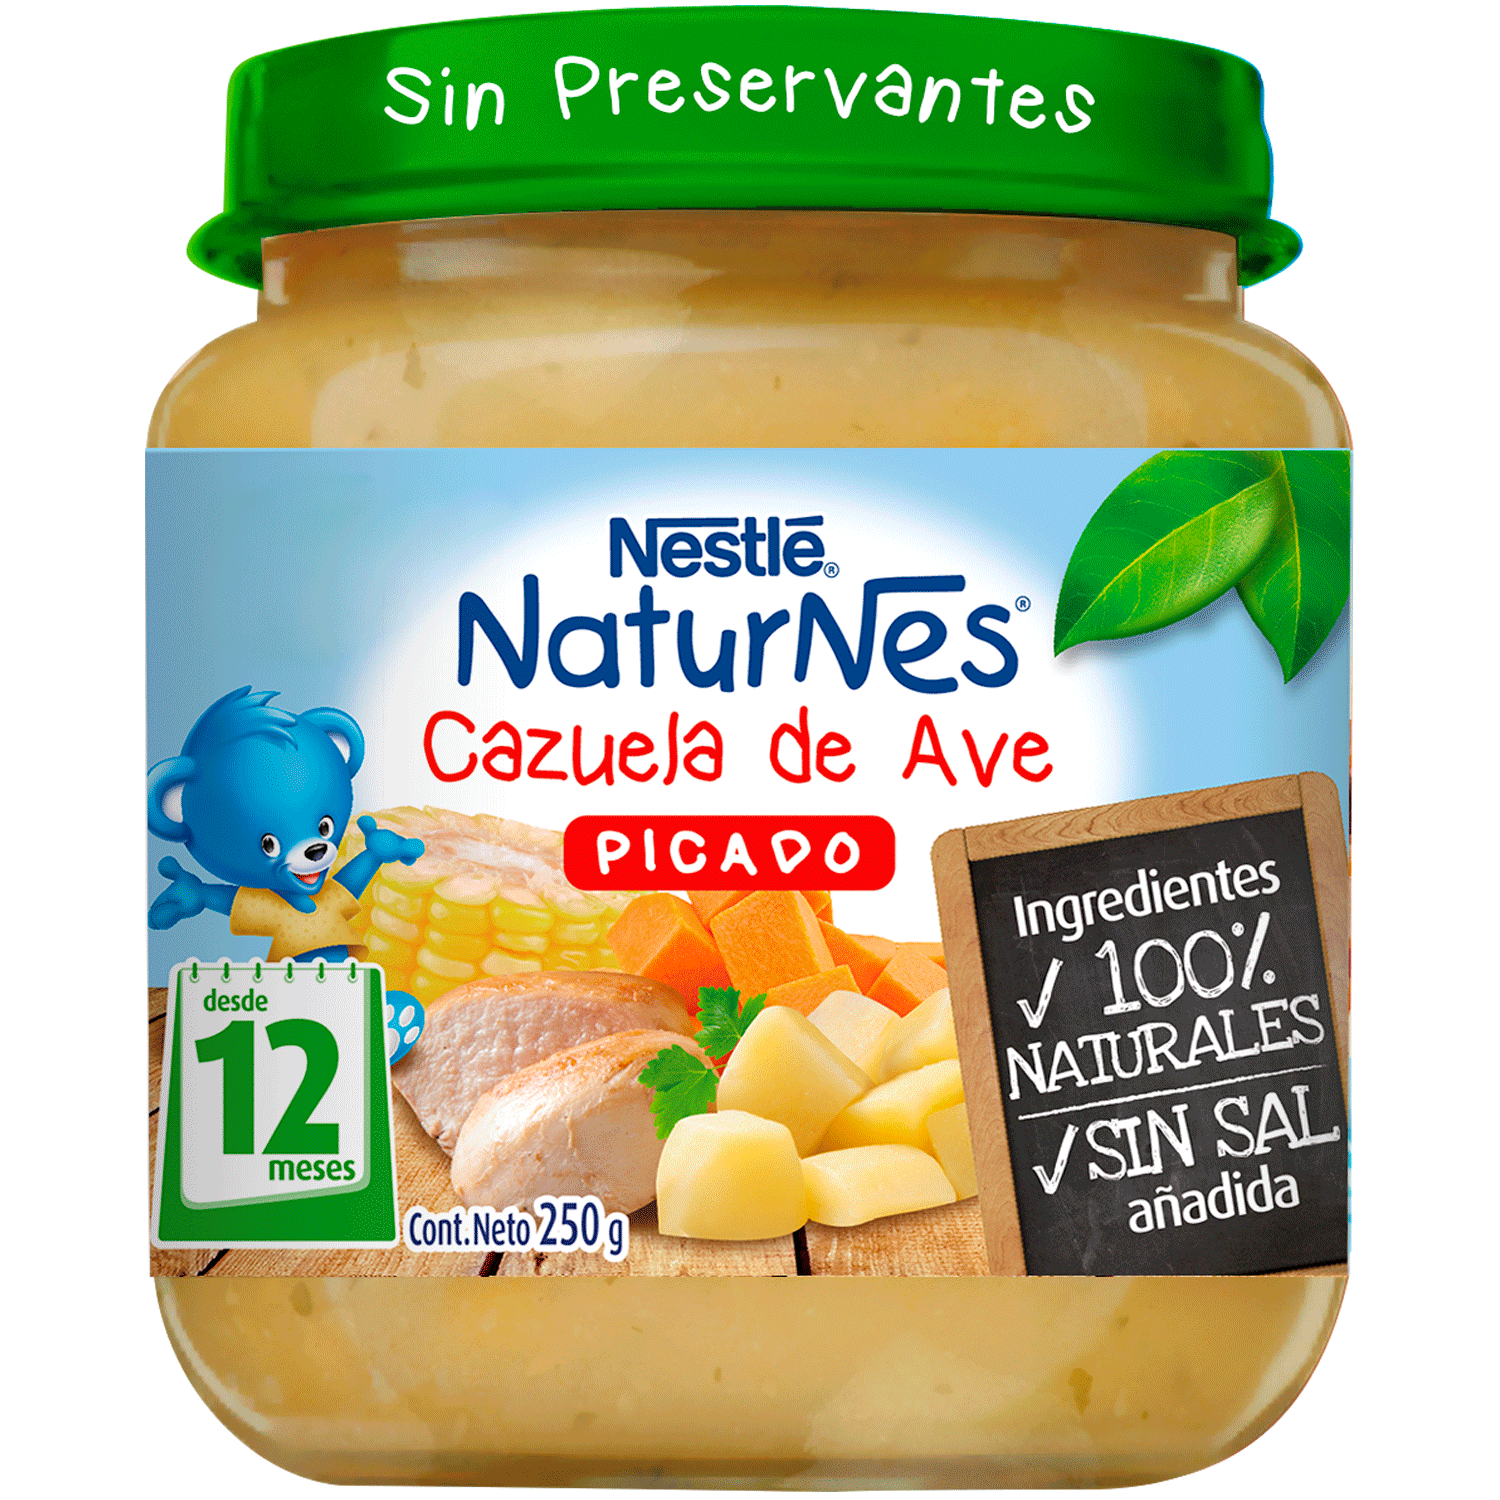 Sin Preservantes
Nestlé®
NaturNes®
Cazuela de Ave
PICADO
Ingredientes
✓ 100%
NATURALES
✓ SIN SAL
añadida
desde
12
meses
Cont.Neto 250 g